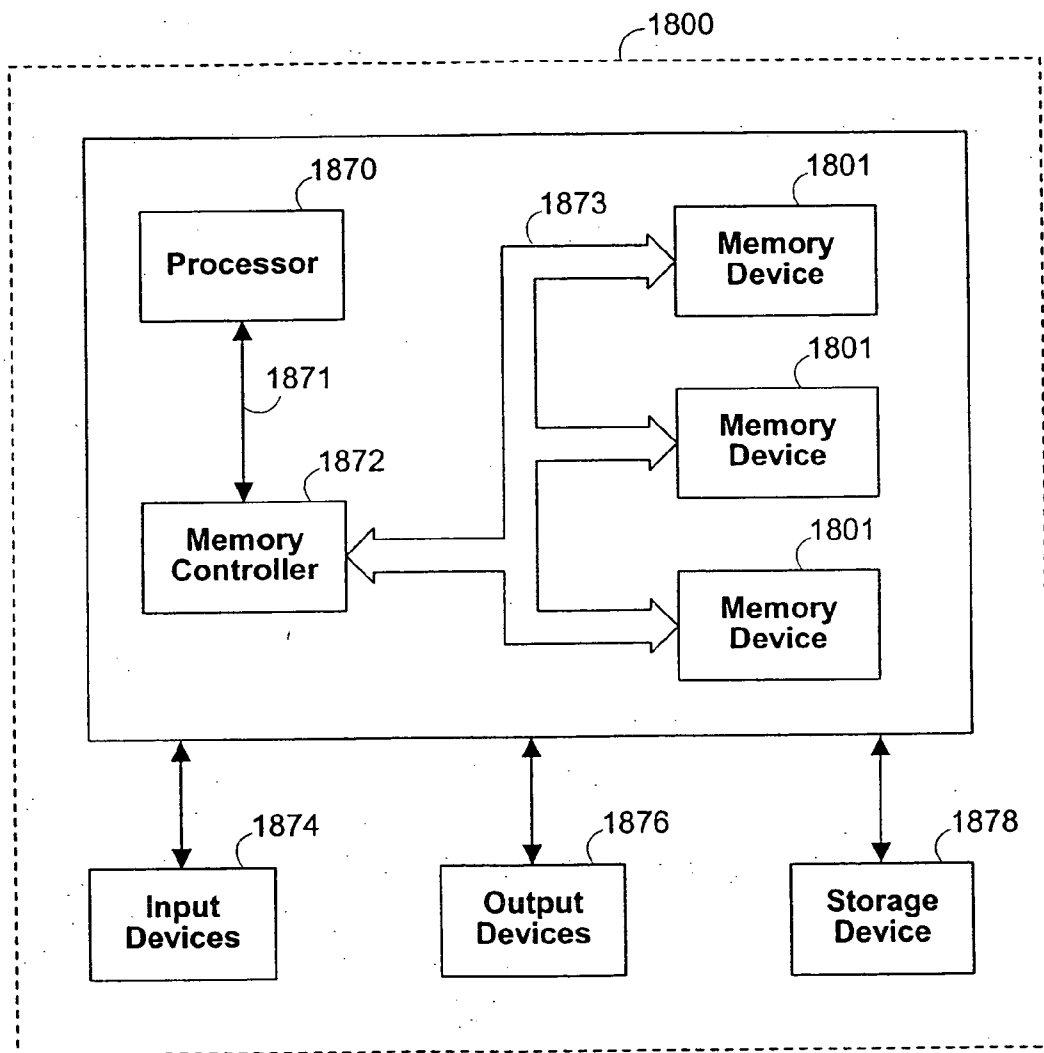 1800
1870
Processor
1871
1872
Memory
Controller
1873
1801
Memory
Device
1801
Memory
Device
1801
Memory
Device
1874
Input
Devices
1876
Output
Devices
1878
Storage
Device